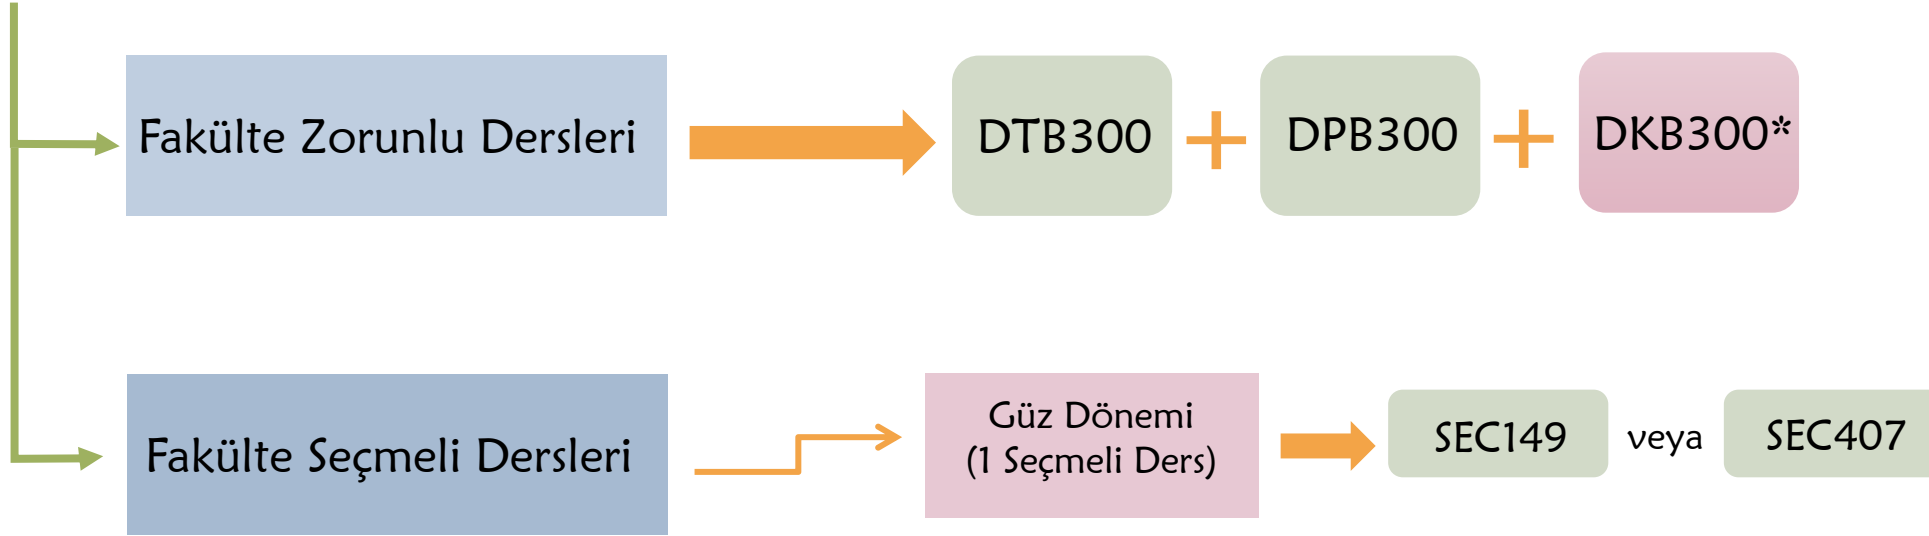 Fakülte Zorunlu Dersleri
DTB300
+
DPB300
+
DKB300*
Fakülte Seçmeli Dersleri
Güz Dönemi
(1 Seçmeli Ders)
SEC149
veya
SEC407